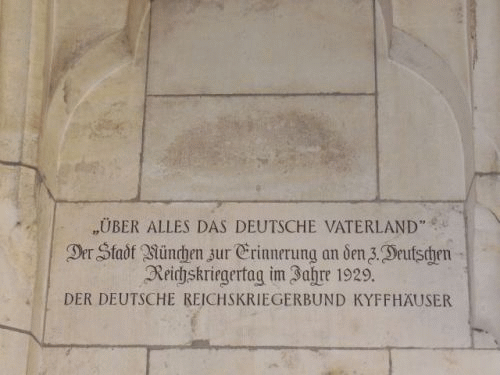 „ÜBER ALLES DAS DEUTSCHE VATERLAND”
Der Stadt München zur Erinnerung an den 3. Deutschen
Reichskriegertag im Jahre 1929.
DER DEUTSCHE REICHSKRIEGERBUND KYFFHÄUSER